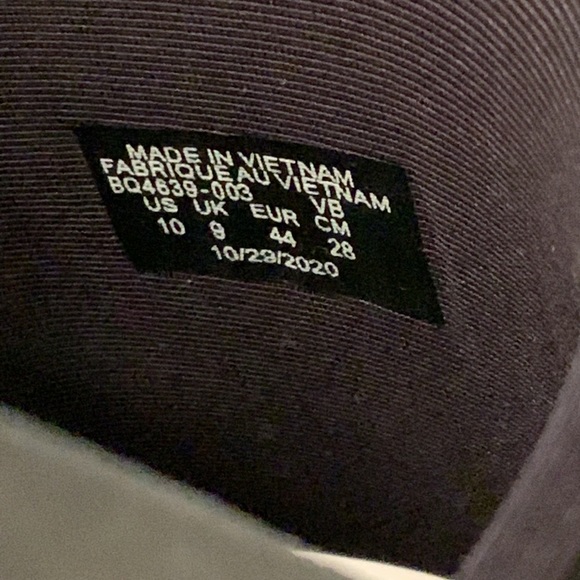 MADE IN VIETNAM
FABRIQUE AU VIETNAM
BQ4639-003 VB
US UK EUR CM
10 9 44 28
10/29/2020